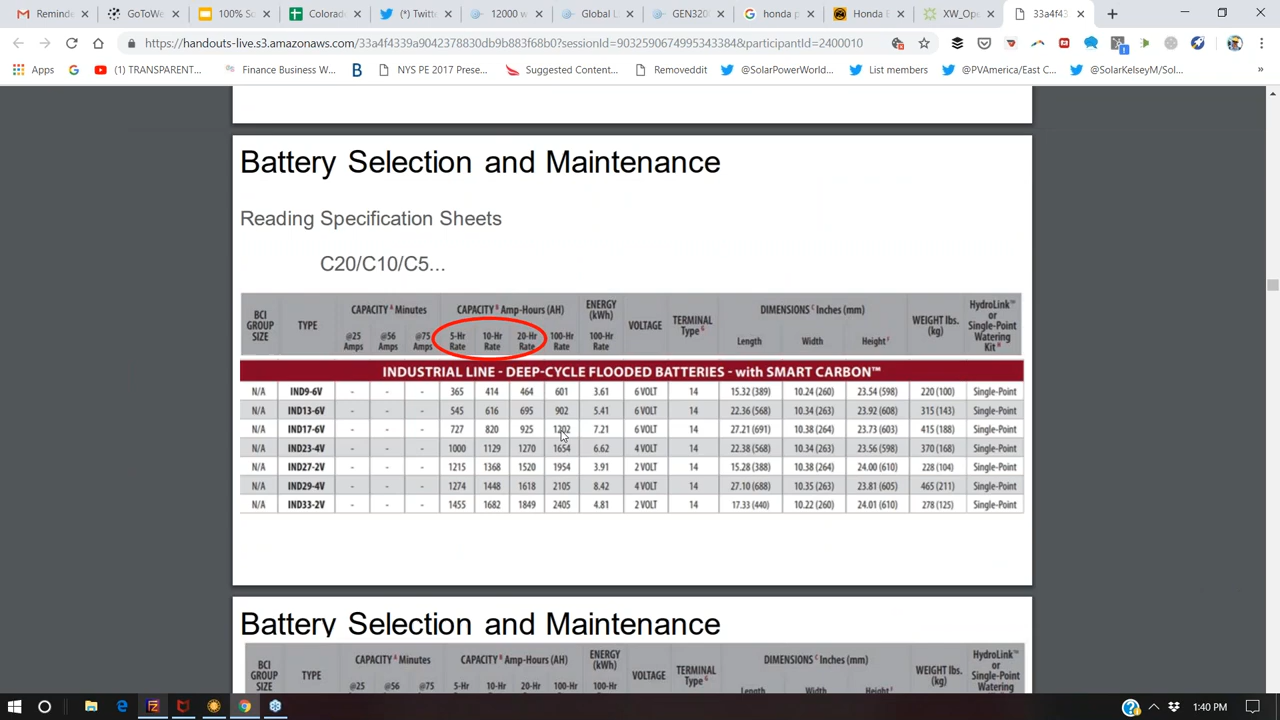 Reminde
GoToWe
100% Sc
Colorado
(*) Twitte
12000 w
Global Li
GEN320
honda p
Honda E
XW_Ope
33a4f43
https://handouts-live.s3.amazonaws.com/33a4f4339a9042378830db0b883f60b0?sessionId=9032590674995343384&participantId=2400010
Apps
(1) TRANSPARENT...
Finance Business W...
NYS PE 2017 Prese...
Suggested Content...
Removeddit
@SolarPowerWorld...
List members
@PVAmerica/East C...
@SolarKelseyM/Sol...
»
Battery Selection and Maintenance
Reading Specification Sheets
C20/C10/C5...
BCI GROUP SIZE TYPE CAPACITY A Minutes CAPACITY B Amp-Hours (AH) ENERGY (kWh) VOLTAGE TERMINAL Type G DIMENSIONS C Inches (mm) WEIGHT lbs. (kg) HydroLink™ or Single-Point Watering Kit H
@25 Amps @56 Amps @75 Amps 5-Hr Rate 10-Hr Rate 20-Hr Rate 100-Hr Rate 100-Hr Rate Length Width Height F
INDUSTRIAL LINE - DEEP-CYCLE FLOODED BATTERIES - with SMART CARBON™
N/A IND9-6V - - - 365 414 464 601 3.61 6 VOLT 14 15.32 (389) 10.24 (260) 23.54 (598) 220 (100) Single-Point
N/A IND13-6V - - - 545 616 695 902 5.41 6 VOLT 14 22.36 (568) 10.34 (263) 23.92 (608) 315 (143) Single-Point
N/A IND17-6V - - - 727 820 925 1202 7.21 6 VOLT 14 27.21 (691) 10.38 (264) 23.73 (603) 415 (188) Single-Point
N/A IND23-4V - - - 1000 1129 1270 1654 6.62 4 VOLT 14 22.38 (568) 10.34 (263) 23.56 (598) 370 (168) Single-Point
N/A IND27-2V - - - 1215 1368 1520 1954 3.91 2 VOLT 14 15.28 (388) 10.38 (264) 24.00 (610) 228 (104) Single-Point
N/A IND29-4V - - - 1274 1448 1618 2105 8.42 4 VOLT 14 27.10 (688) 10.35 (263) 23.81 (605) 465 (211) Single-Point
N/A IND33-2V - - - 1455 1682 1849 2405 4.81 2 VOLT 14 17.33 (440) 10.22 (260) 24.01 (610) 278 (125) Single-Point
Battery Selection and Maintenance
BCI GROUP SIZE TYPE CAPACITY A Minutes CAPACITY B Amp-Hours (AH) ENERGY (kWh) VOLTAGE TERMINAL Type G DIMENSIONS C Inches (mm) WEIGHT lbs. (kg) HydroLink™ or Single-Point Watering
@25 @56 @75 5-Hr 10-Hr 20-Hr 100-Hr 100-Hr Length Width Height
1:40 PM